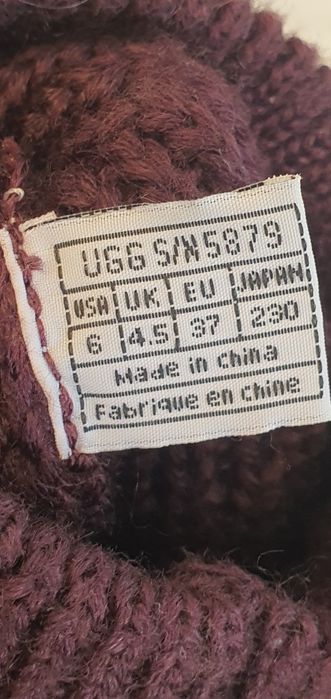 UGG S/N 5879
USA UK EU JAPAN
6 4.5 37 230
Made in China
Fabrique en chine